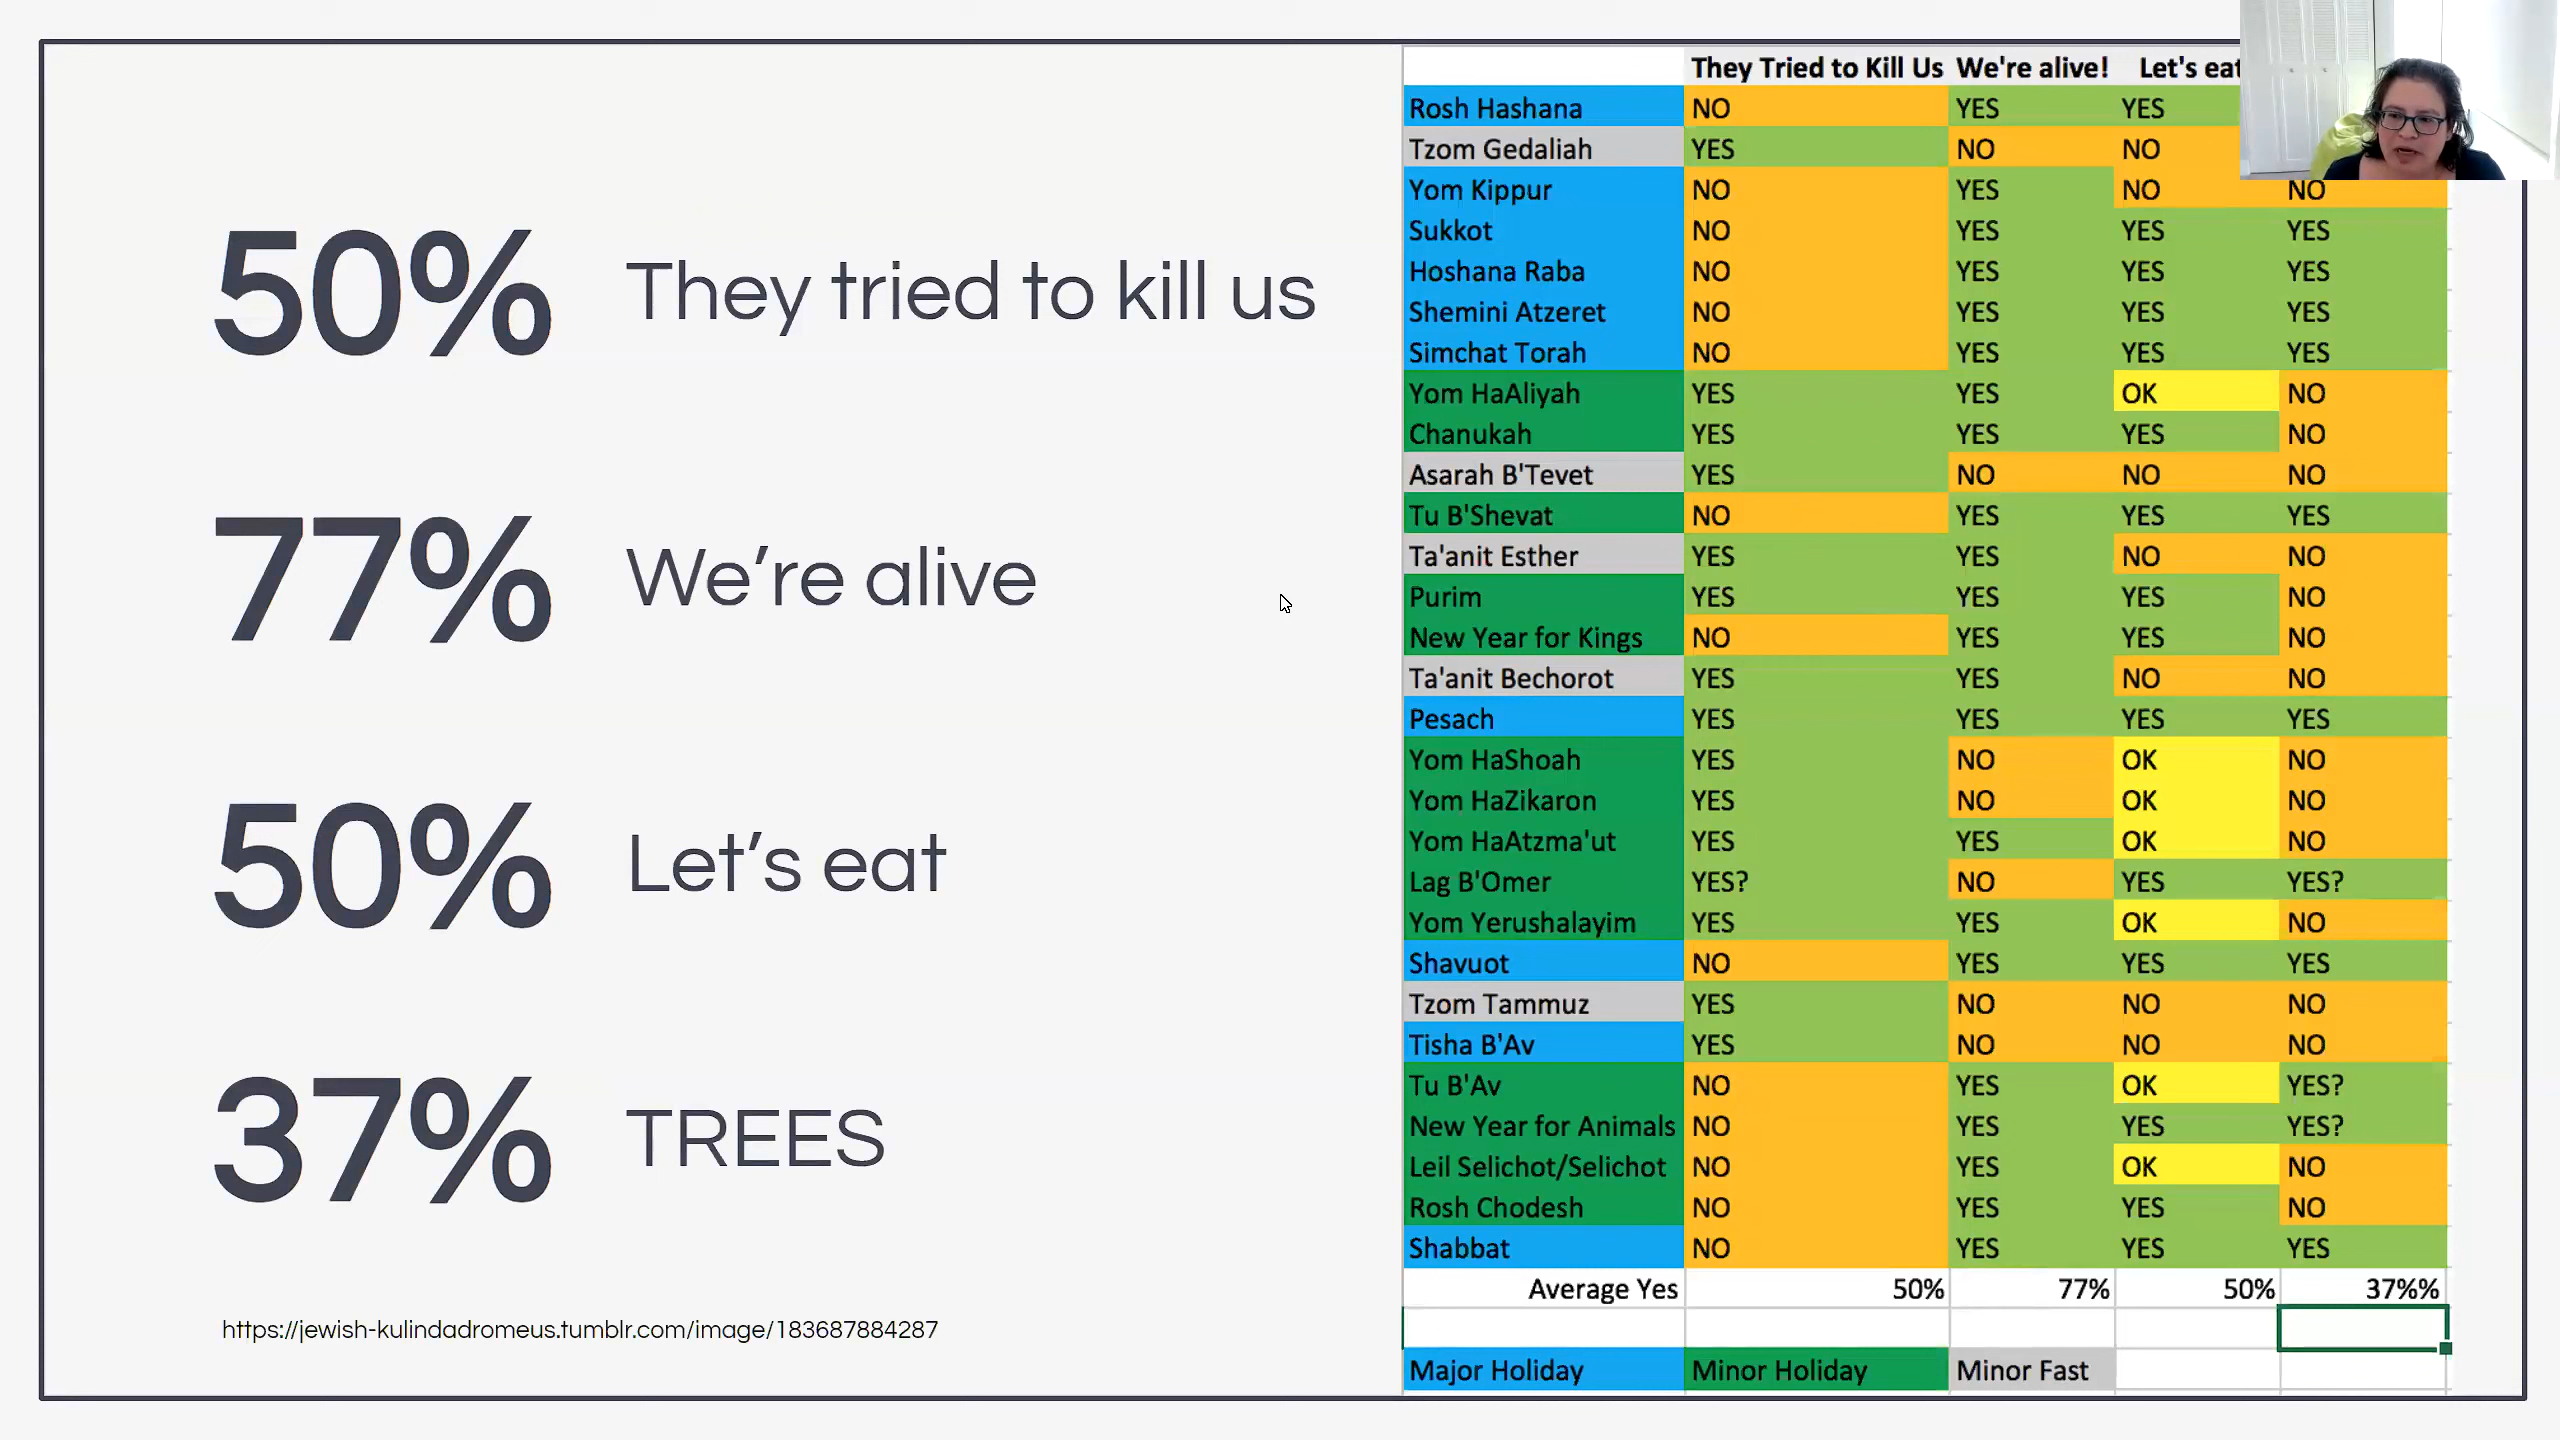 50% They tried to kill us
77% We’re alive
50% Let’s eat
37% TREES
https://jewish-kulindadromeus.tumblr.com/image/183687884287
They Tried to Kill Us We're alive! Let's eat
Rosh Hashana NO YES YES
Tzom Gedaliah YES NO NO
Yom Kippur NO YES NO NO
Sukkot NO YES YES YES
Hoshana Raba NO YES YES YES
Shemini Atzeret NO YES YES YES
Simchat Torah NO YES YES YES
Yom HaAliyah YES YES OK NO
Chanukah YES YES YES NO
Asarah B'Tevet YES NO NO NO
Tu B'Shevat NO YES YES YES
Ta'anit Esther YES YES NO NO
Purim YES YES YES NO
New Year for Kings NO YES YES NO
Ta'anit Bechorot YES YES NO NO
Pesach YES YES YES YES
Yom HaShoah YES NO OK NO
Yom HaZikaron YES NO OK NO
Yom HaAtzma'ut YES YES OK NO
Lag B'Omer YES? NO YES YES?
Yom Yerushalayim YES YES OK NO
Shavuot NO YES YES YES
Tzom Tammuz YES NO NO NO
Tisha B'Av YES NO NO NO
Tu B'Av NO YES OK YES?
New Year for Animals NO YES YES YES?
Leil Selichot/Selichot NO YES OK NO
Rosh Chodesh NO YES YES NO
Shabbat NO YES YES YES
Average Yes 50% 77% 50% 37%%
Major Holiday Minor Holiday Minor Fast